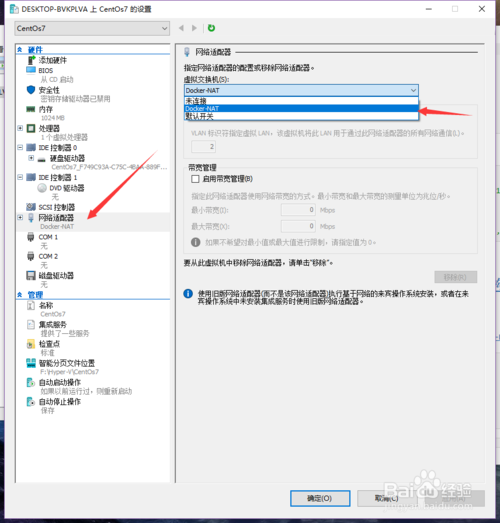 DESKTOP-BVKPLVA 上 CentOs7 的设置
CentOs7
硬件
添加硬件
BIOS
从 CD 启动
安全性
密钥存储驱动器已禁用
内存
1024 MB
处理器
1 个虚拟处理器
IDE 控制器 0
硬盘驱动器
IDE 控制器 1
DVD 驱动器
无
SCSI 控制器
网络适配器
Docker-NAT
COM 1
无
COM 2
无
磁盘驱动器
无
管理
名称
CentOs7
集成服务
提供了一些服务
检查点
标准
智能分页文件位置
F:\Hyper-V\CentOs7
自动启动操作
如果以前运行过，则重新启动
自动停止操作
保存
网络适配器
指定网络适配器的配置或移除网络适配器。
虚拟交换机(S):
Docker-NAT
未连接
Docker-NAT
默认开关
VLAN 标识符指定虚拟 LAN，该虚拟机将此 LAN 用于通过此网络适配器的所有网络通信(L)。
2
带宽管理
启用带宽管理(B)
指定此网络适配器使用网络带宽的方式。最小带宽和最大带宽的测量单位为兆位/秒。
最小带宽(I):
0
Mbps
最大带宽(X):
0
Mbps
如果不希望对最小值或最大值进行限制，请指定值为 0。
要从此虚拟机中移除网络适配器，请单击"移除"。
移除(R)
使用旧版网络适配器(而不是该网络适配器)执行基于网络的来宾操作系统安装，或者在来宾操作系统中未安装集成服务时使用旧版网络适配器。
确定(O)
取消(C)
Baidu 经验